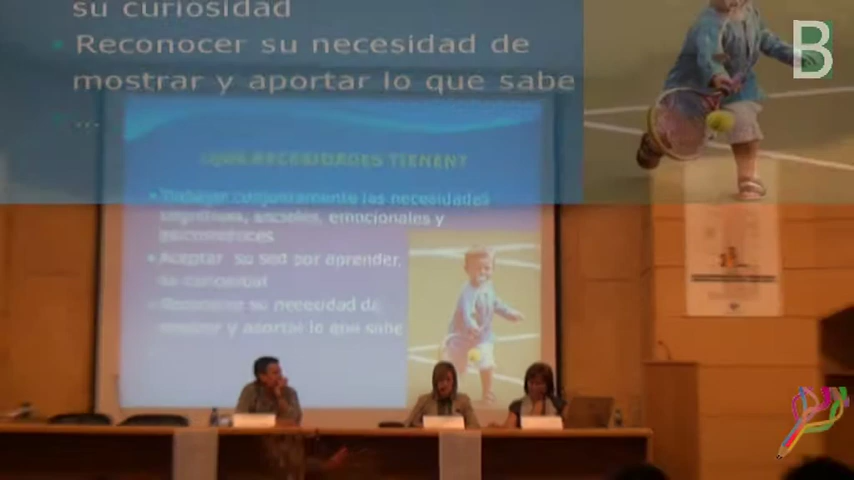 su curiosidad
B
• Reconocer su necesidad de
mostrar y aportar lo que sabe
• ...
¿QUÉ NECESIDADES TIENEN?
• Trabajar conjuntamente las necesidades
cognitivas, sociales, emocionales y
psicomotrices
• Aceptar su sed por aprender,
su curiosidad
• Reconocer su necesidad de
mostrar y aportar lo que sabe